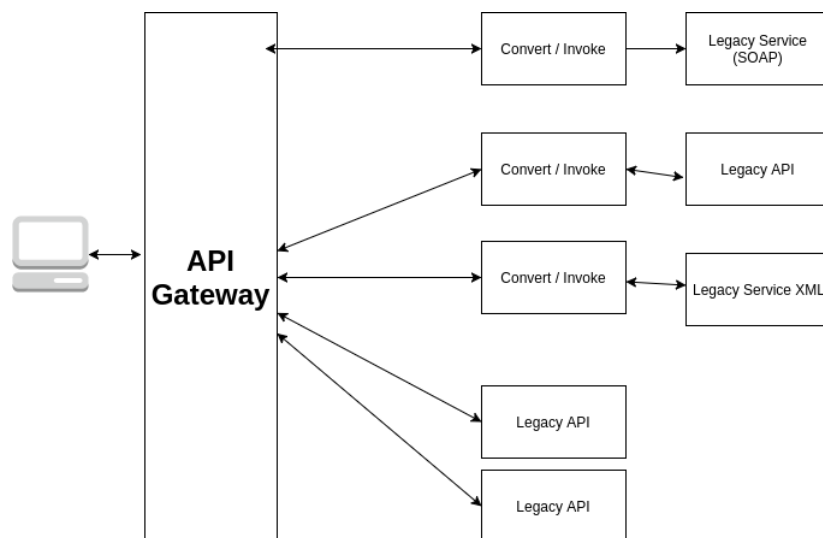 Convert / Invoke
Legacy Service
(SOAP)
Convert / Invoke
Legacy API
API
Gateway
Convert / Invoke
Legacy Service XML
Legacy API
Legacy API